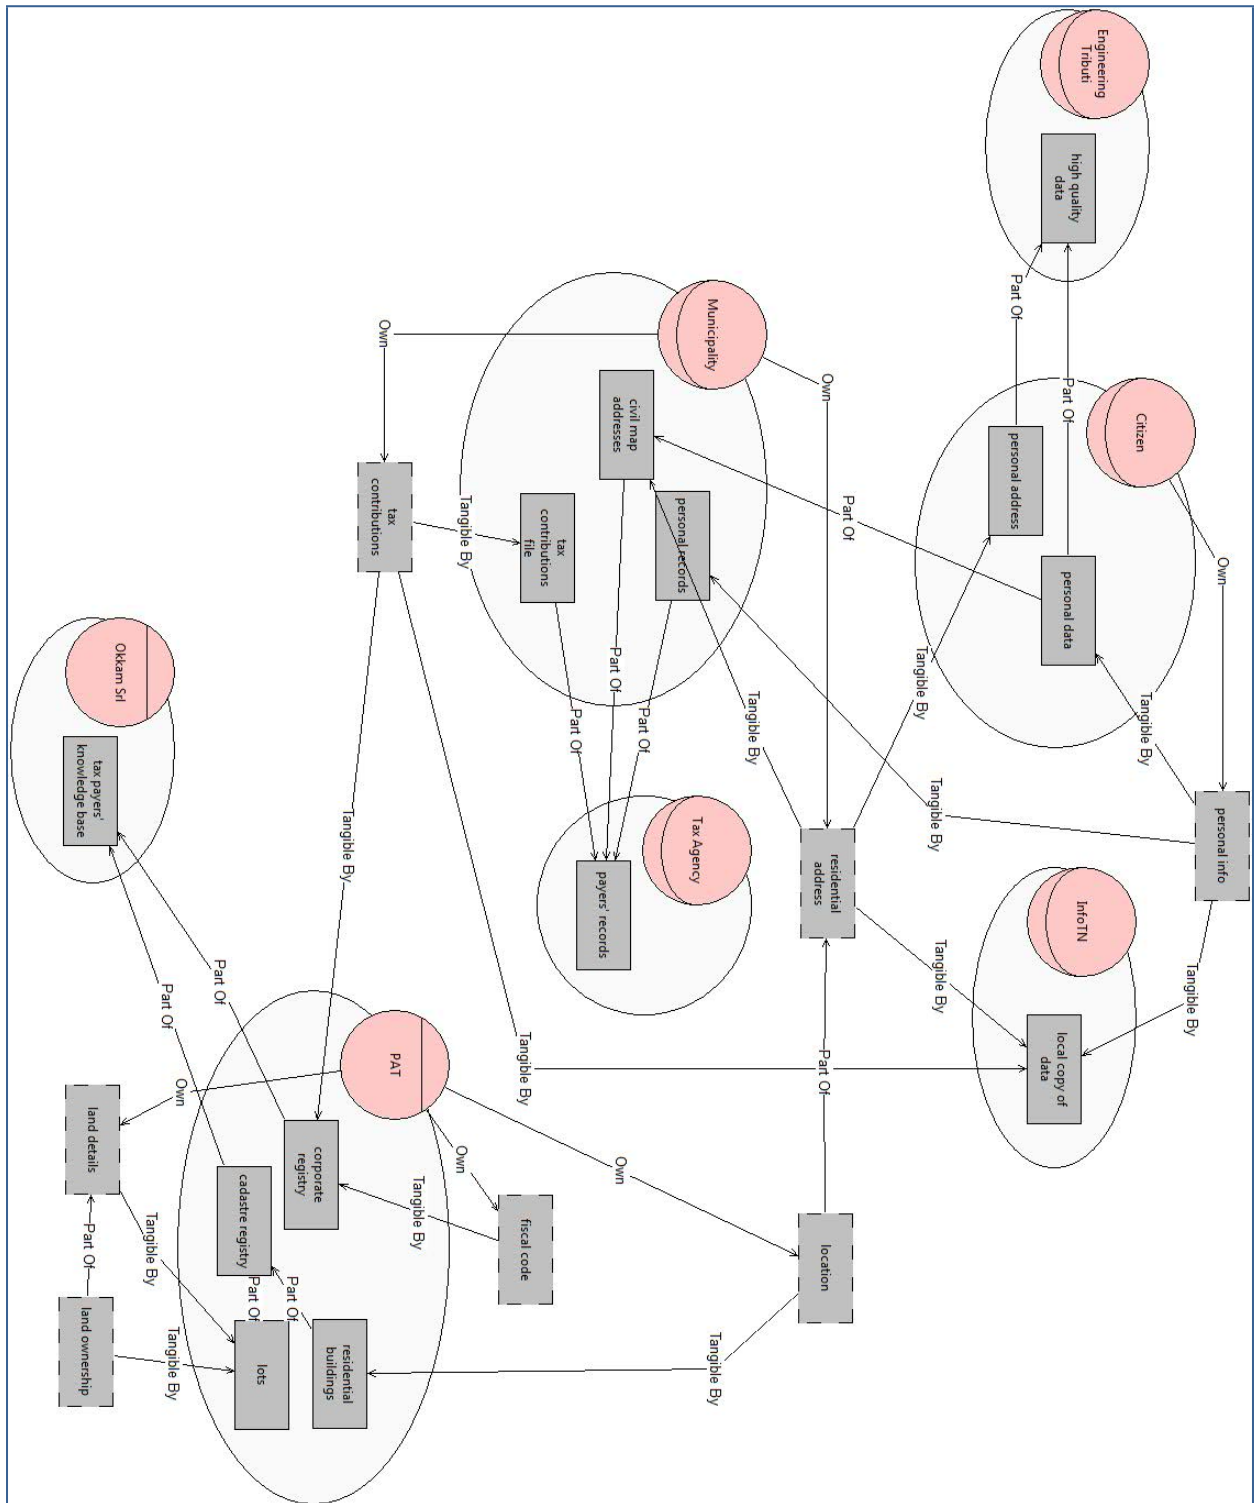 Engineering
Tributi
Citizen
Own
personal info
Tangible By
Tangible By
high quality
data
Part Of
Part Of
personal address
personal data
Tangible By
Tangible By
InfoTN
local copy of
data
Tangible By
Own
Part Of
residential
address
Part Of
location
Municipality
Tangible By
Tax Agency
Tangible By
civil map
addresses
personal records
Part Of
Part Of
payers' records
Own
tax
contributions
file
Part Of
Tangible By
fiscal code
Own
tax
contributions
Tangible By
Tangible By
PAT
Own
Tangible By
corporate
registry
residential
buildings
Okkam Srl
Part Of
cadastre registry
Part Of
Part Of
lots
tax payers'
knowledge base
Part Of
Own
Tangible By
Tangible By
land details
Part Of
land ownership